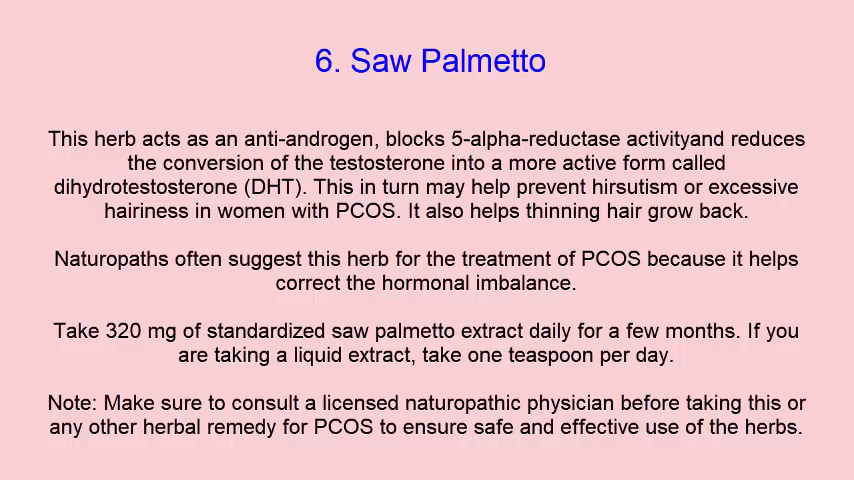 6. Saw Palmetto
This herb acts as an anti-androgen, blocks 5-alpha-reductase activityand reduces
the conversion of the testosterone into a more active form called
dihydrotestosterone (DHT). This in turn may help prevent hirsutism or excessive
hairiness in women with PCOS. It also helps thinning hair grow back.
Naturopaths often suggest this herb for the treatment of PCOS because it helps
correct the hormonal imbalance.
Take 320 mg of standardized saw palmetto extract daily for a few months. If you
are taking a liquid extract, take one teaspoon per day.
Note: Make sure to consult a licensed naturopathic physician before taking this or
any other herbal remedy for PCOS to ensure safe and effective use of the herbs.